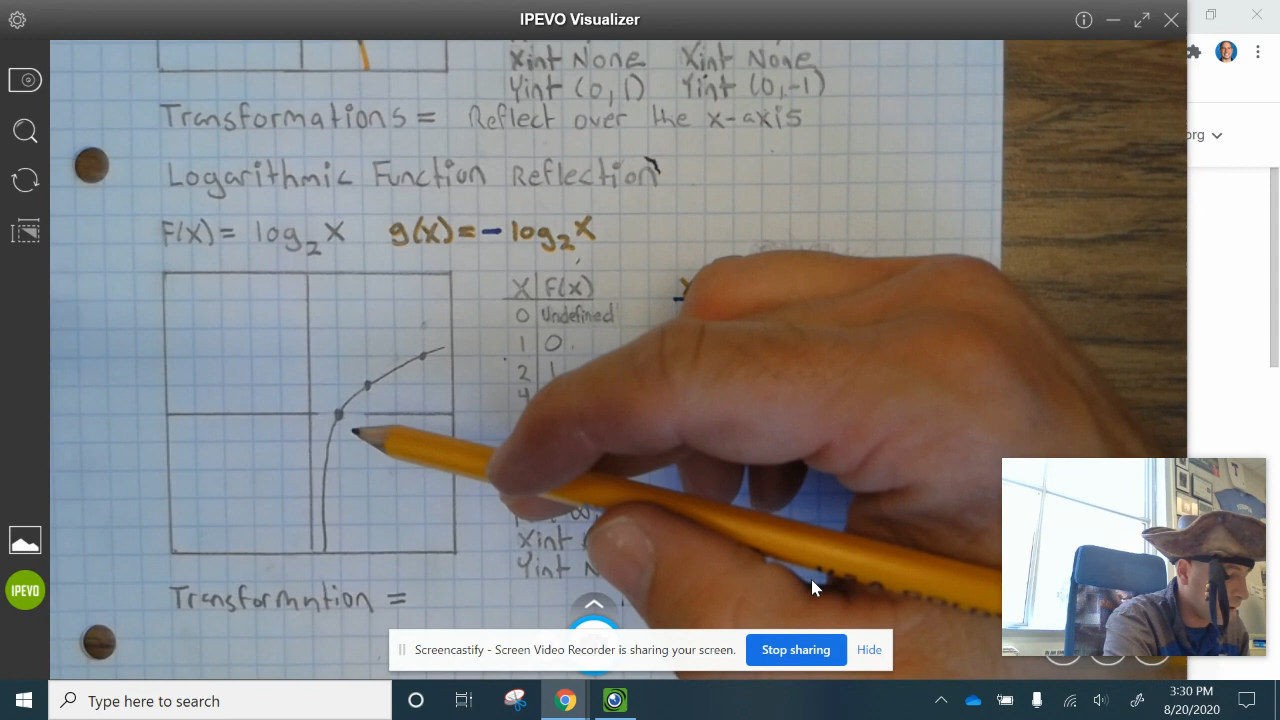 IPEVO Visualizer
Xint None Xint None
Yint (0, 1) Yint (0, -1)
Transformations = Reflect over the x-axis
Logarithmic Function Reflection
F(x) = log₂ X g(x) = - log₂ X
X F(x)
0 Undefined
1 0
2 1
4
Xint
Yint N
Transformation =
org
IPEVO
Screencastify - Screen Video Recorder is sharing your screen.
Stop sharing
Hide
Type here to search
3:30 PM
8/20/2020